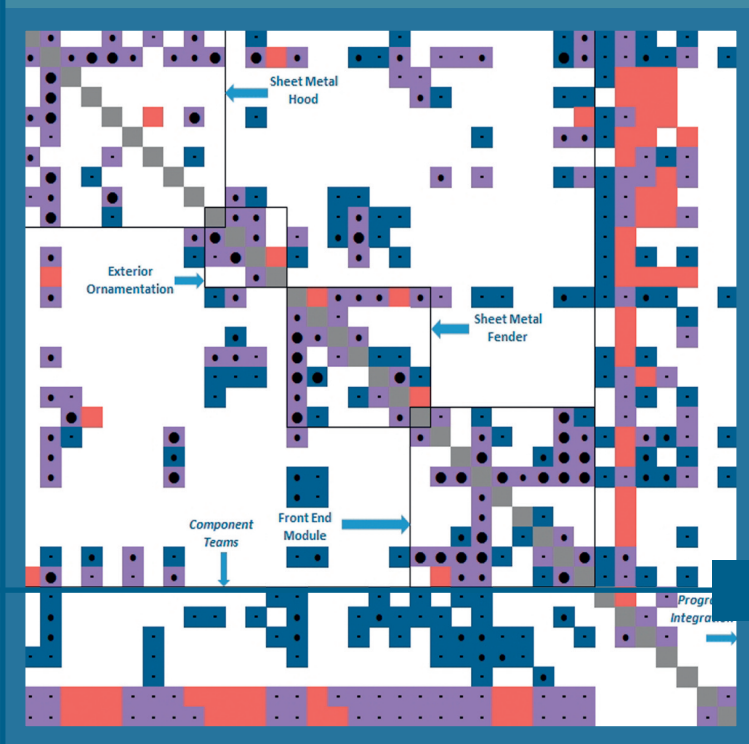 Sheet Metal
Hood
Exterior
Ornamentation
Sheet Metal
Fender
Front End
Module
Component
Teams